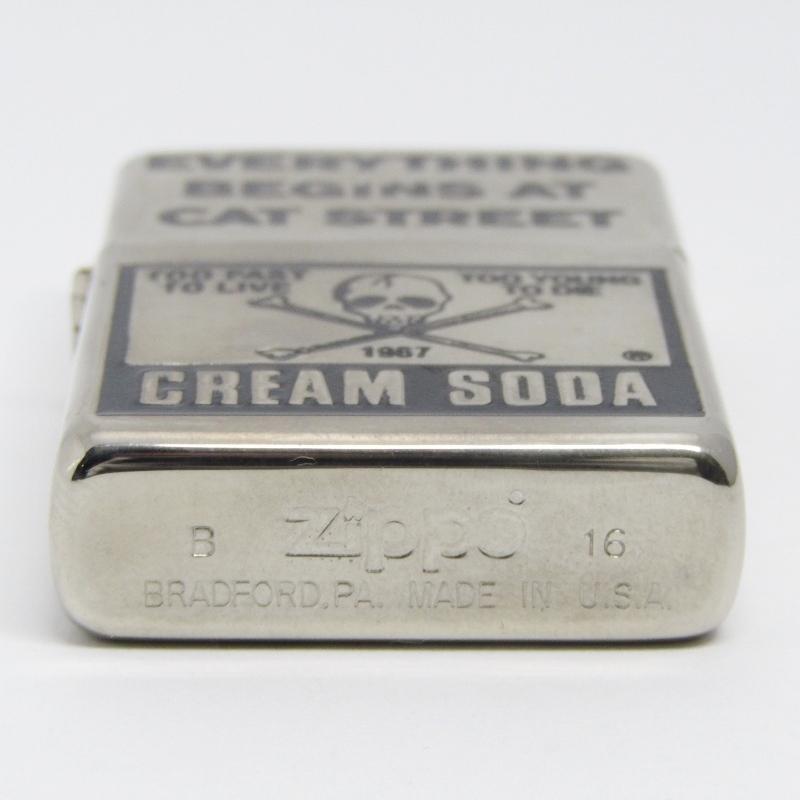 EVERYTHING
BEGINS AT
CAT STREET
TOO FAST TO LIVE
TOO YOUNG TO DIE
1967
®
CREAM SODA
B Zippo 16
BRADFORD,PA. MADE IN U.S.A.